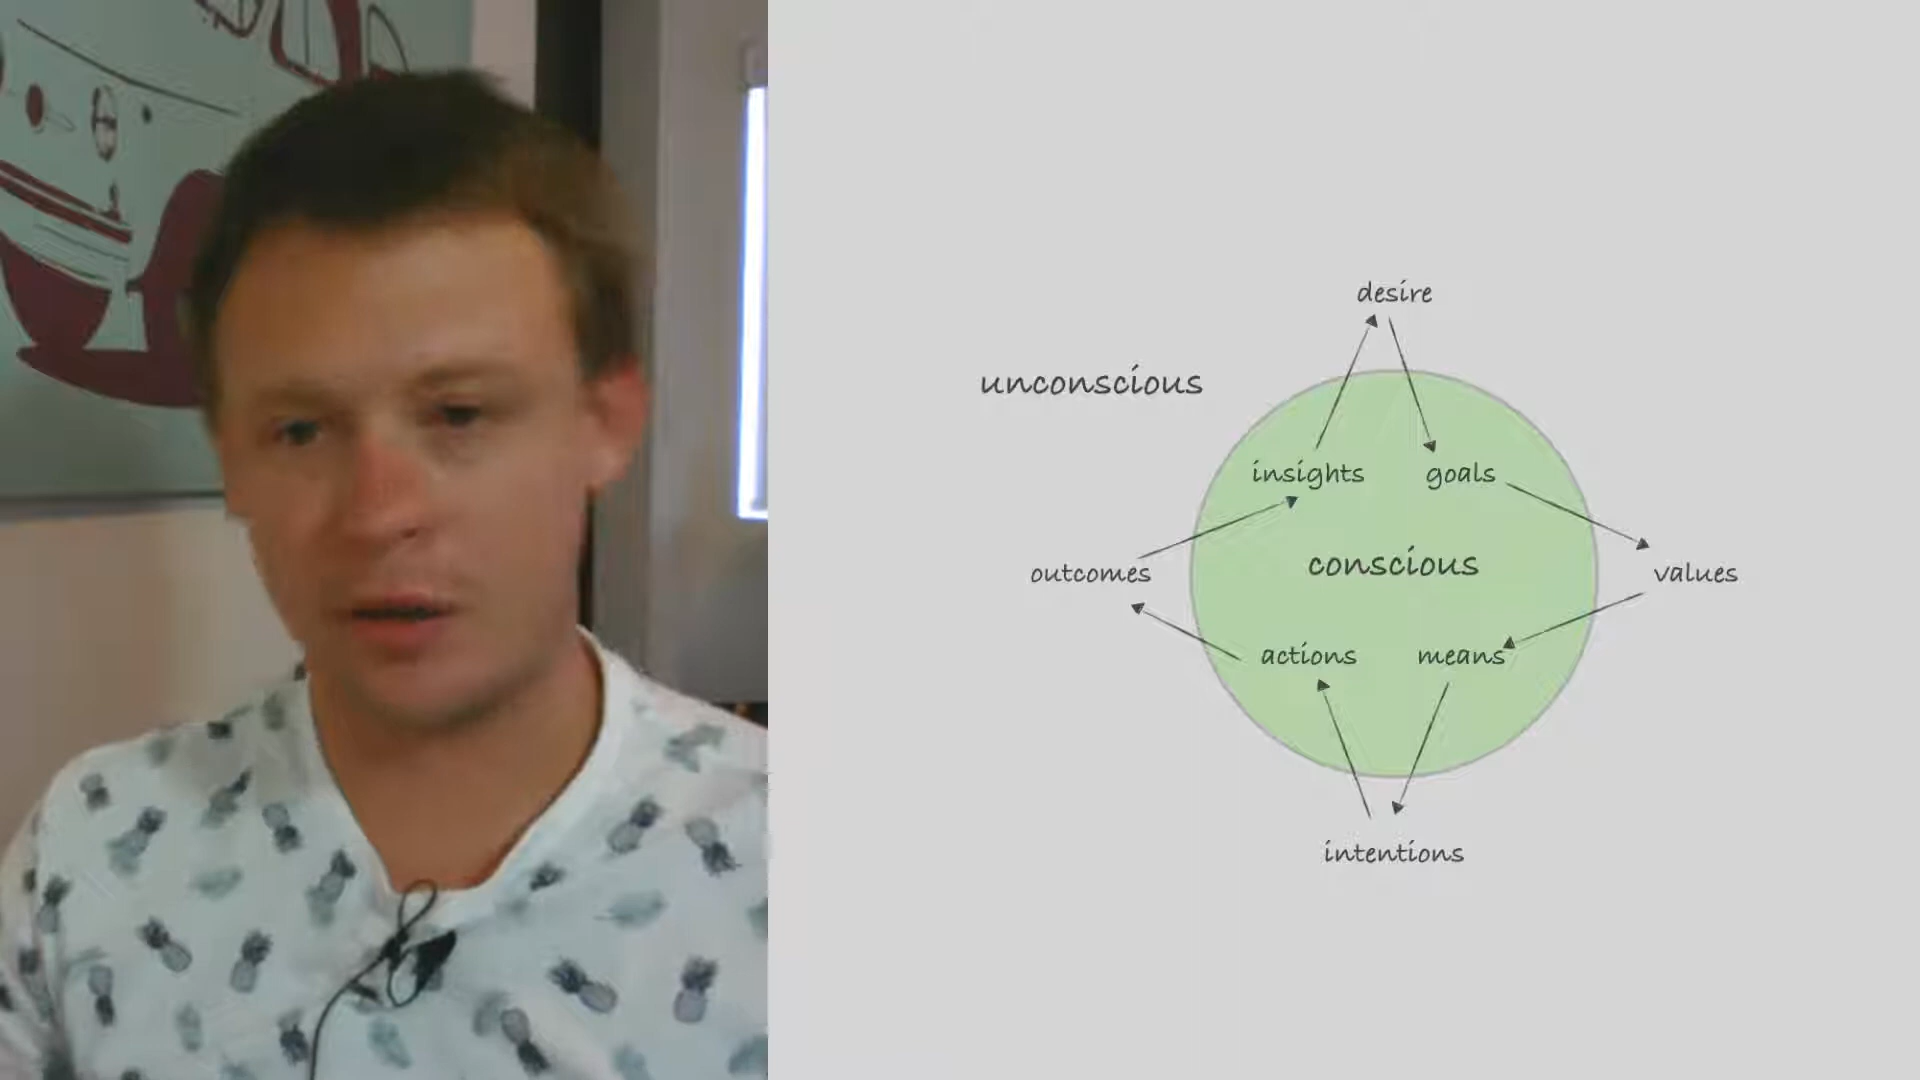 desire
unconscious
insights goals
conscious
outcomes values
actions means
intentions